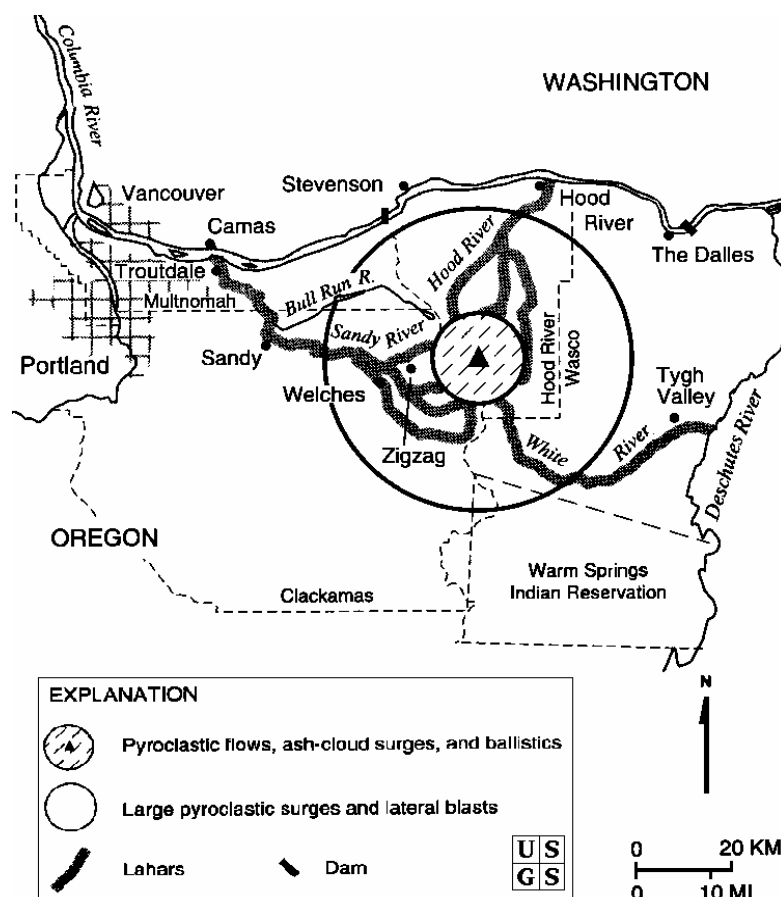 Columbia River
WASHINGTON
Vancouver
Stevenson
Camas
Hood
River
The Dalles
Troutdale
Multnomah
Bull Run R.
Hood River
Sandy River
Portland
Sandy
Hood River
Wasco
Welches
Tygh
Valley
Zigzag
White
River
Deschutes River
OREGON
Warm Springs
Indian Reservation
Clackamas
N
EXPLANATION
Pyroclastic flows, ash-cloud surges, and ballistics
Large pyroclastic surges and lateral blasts
Lahars
Dam
U S
G S
0 20 KM
0 10 MI